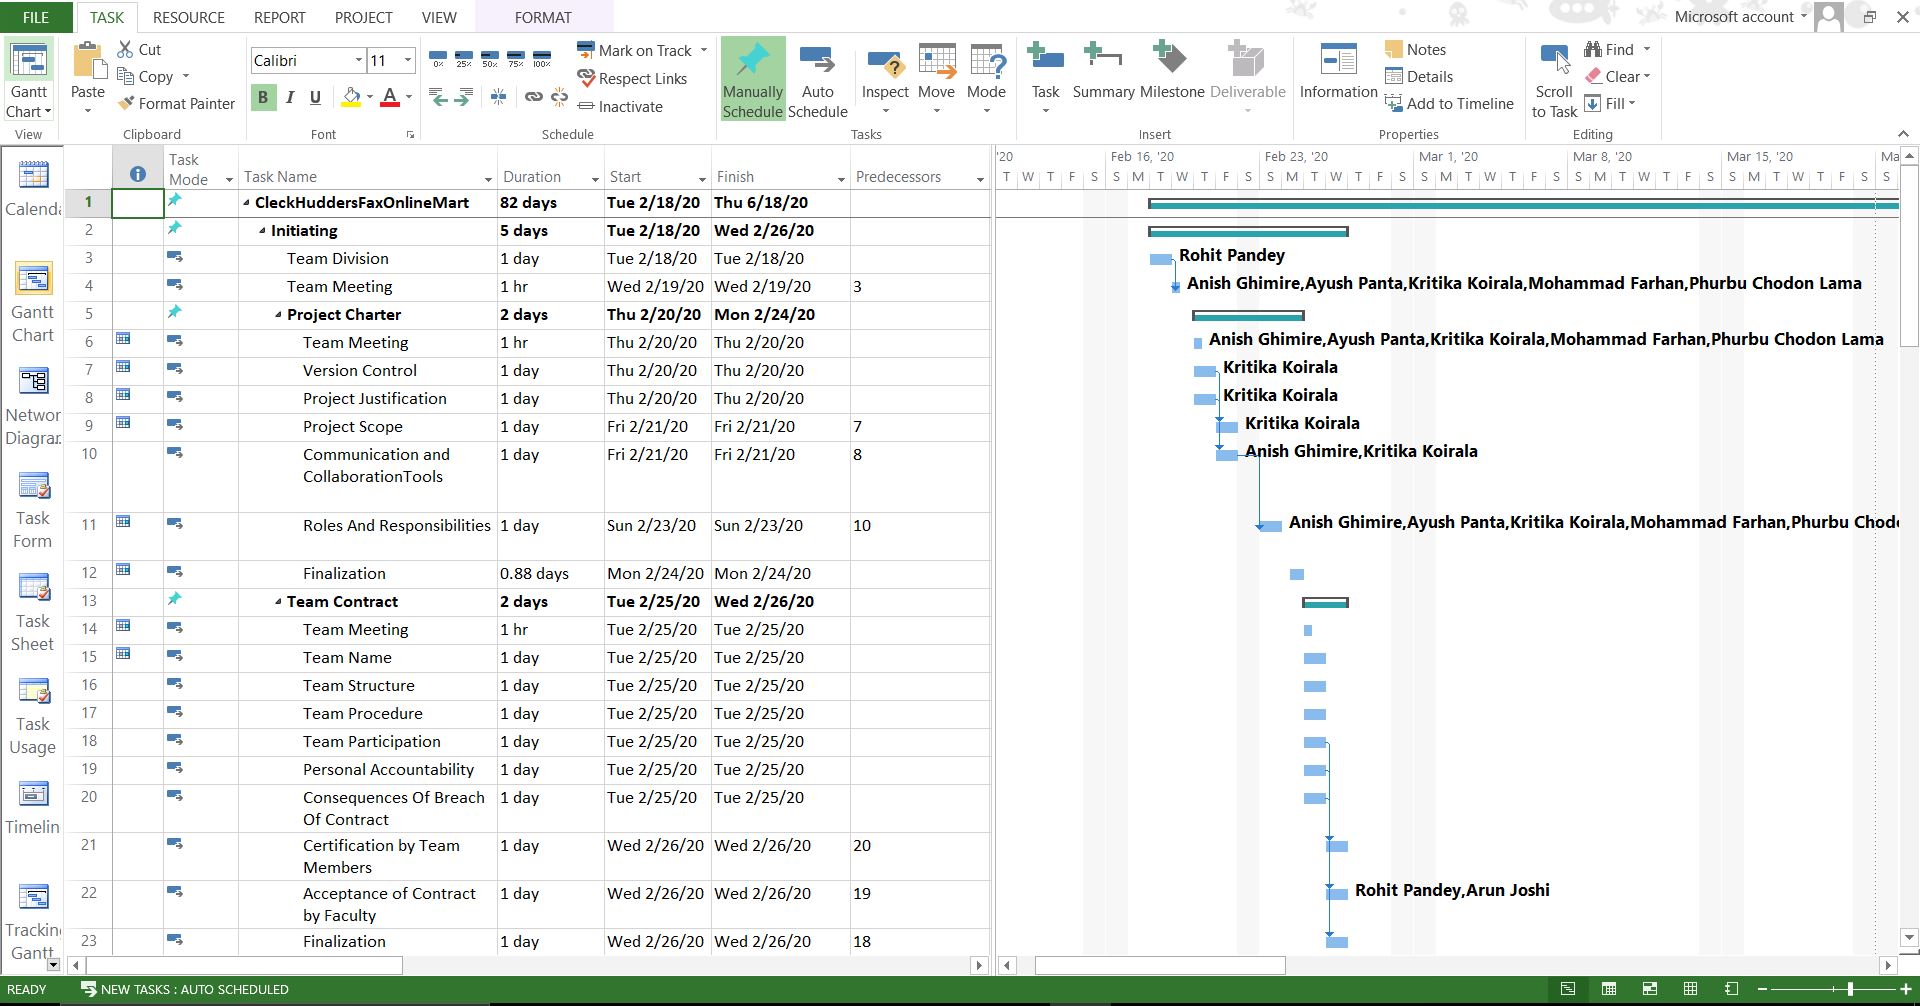 FILE TASK RESOURCE REPORT PROJECT VIEW FORMAT Microsoft account
Gantt Chart
View
Paste
Cut
Copy
Format Painter
Clipboard
Calibri 11
B I U A
Font
0% 25% 50% 75% 100%
Mark on Track
Respect Links
Inactivate
Schedule
Manually Schedule
Auto Schedule
Inspect
Move
Mode
Tasks
Task
Summary
Milestone
Deliverable
Insert
Information
Notes
Details
Add to Timeline
Properties
Scroll to Task
Find
Clear
Fill
Editing
Calenda
Gantt Chart
Networ
Diagrar
Task Form
Task Sheet
Task Usage
Timelin
Trackin
Gantt
Task Mode Task Name Duration Start Finish Predecessors
1 CleckHuddersFaxOnlineMart 82 days Tue 2/18/20 Thu 6/18/20
2 Initiating 5 days Tue 2/18/20 Wed 2/26/20
3 Team Division 1 day Tue 2/18/20 Tue 2/18/20
4 Team Meeting 1 hr Wed 2/19/20 Wed 2/19/20 3
5 Project Charter 2 days Thu 2/20/20 Mon 2/24/20
6 Team Meeting 1 hr Thu 2/20/20 Thu 2/20/20
7 Version Control 1 day Thu 2/20/20 Thu 2/20/20
8 Project Justification 1 day Thu 2/20/20 Thu 2/20/20
9 Project Scope 1 day Fri 2/21/20 Fri 2/21/20 7
10 Communication and 1 day Fri 2/21/20 Fri 2/21/20 8
CollaborationTools
11 Roles And Responsibilities 1 day Sun 2/23/20 Sun 2/23/20 10
12 Finalization 0.88 days Mon 2/24/20 Mon 2/24/20
13 Team Contract 2 days Tue 2/25/20 Wed 2/26/20
14 Team Meeting 1 hr Tue 2/25/20 Tue 2/25/20
15 Team Name 1 day Tue 2/25/20 Tue 2/25/20
16 Team Structure 1 day Tue 2/25/20 Tue 2/25/20
17 Team Procedure 1 day Tue 2/25/20 Tue 2/25/20
18 Team Participation 1 day Tue 2/25/20 Tue 2/25/20
19 Personal Accountability 1 day Tue 2/25/20 Tue 2/25/20
20 Consequences Of Breach 1 day Tue 2/25/20 Tue 2/25/20
Of Contract
21 Certification by Team 1 day Wed 2/26/20 Wed 2/26/20 20
Members
22 Acceptance of Contract 1 day Wed 2/26/20 Wed 2/26/20 19
by Faculty
23 Finalization 1 day Wed 2/26/20 Wed 2/26/20 18
'20 Feb 16, '20 Feb 23, '20 Mar 1, '20 Mar 8, '20 Mar 15, '20 Ma
T W T F S S M T W T F S S M T W T F S S M T W T F S S M T W T F S S M T W T F S S
Rohit Pandey
Anish Ghimire,Ayush Panta,Kritika Koirala,Mohammad Farhan,Phurbu Chodon Lama
Anish Ghimire,Ayush Panta,Kritika Koirala,Mohammad Farhan,Phurbu Chodon Lama
Kritika Koirala
Kritika Koirala
Kritika Koirala
Anish Ghimire,Kritika Koirala
Anish Ghimire,Ayush Panta,Kritika Koirala,Mohammad Farhan,Phurbu Chodo
Rohit Pandey,Arun Joshi
READY NEW TASKS : AUTO SCHEDULED